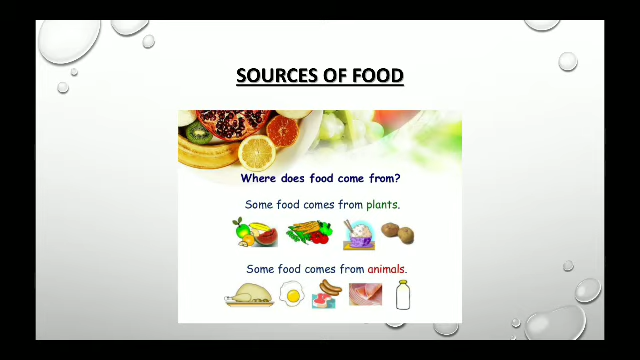 SOURCES OF FOOD
Where does food come from?
Some food comes from plants.
Some food comes from animals.